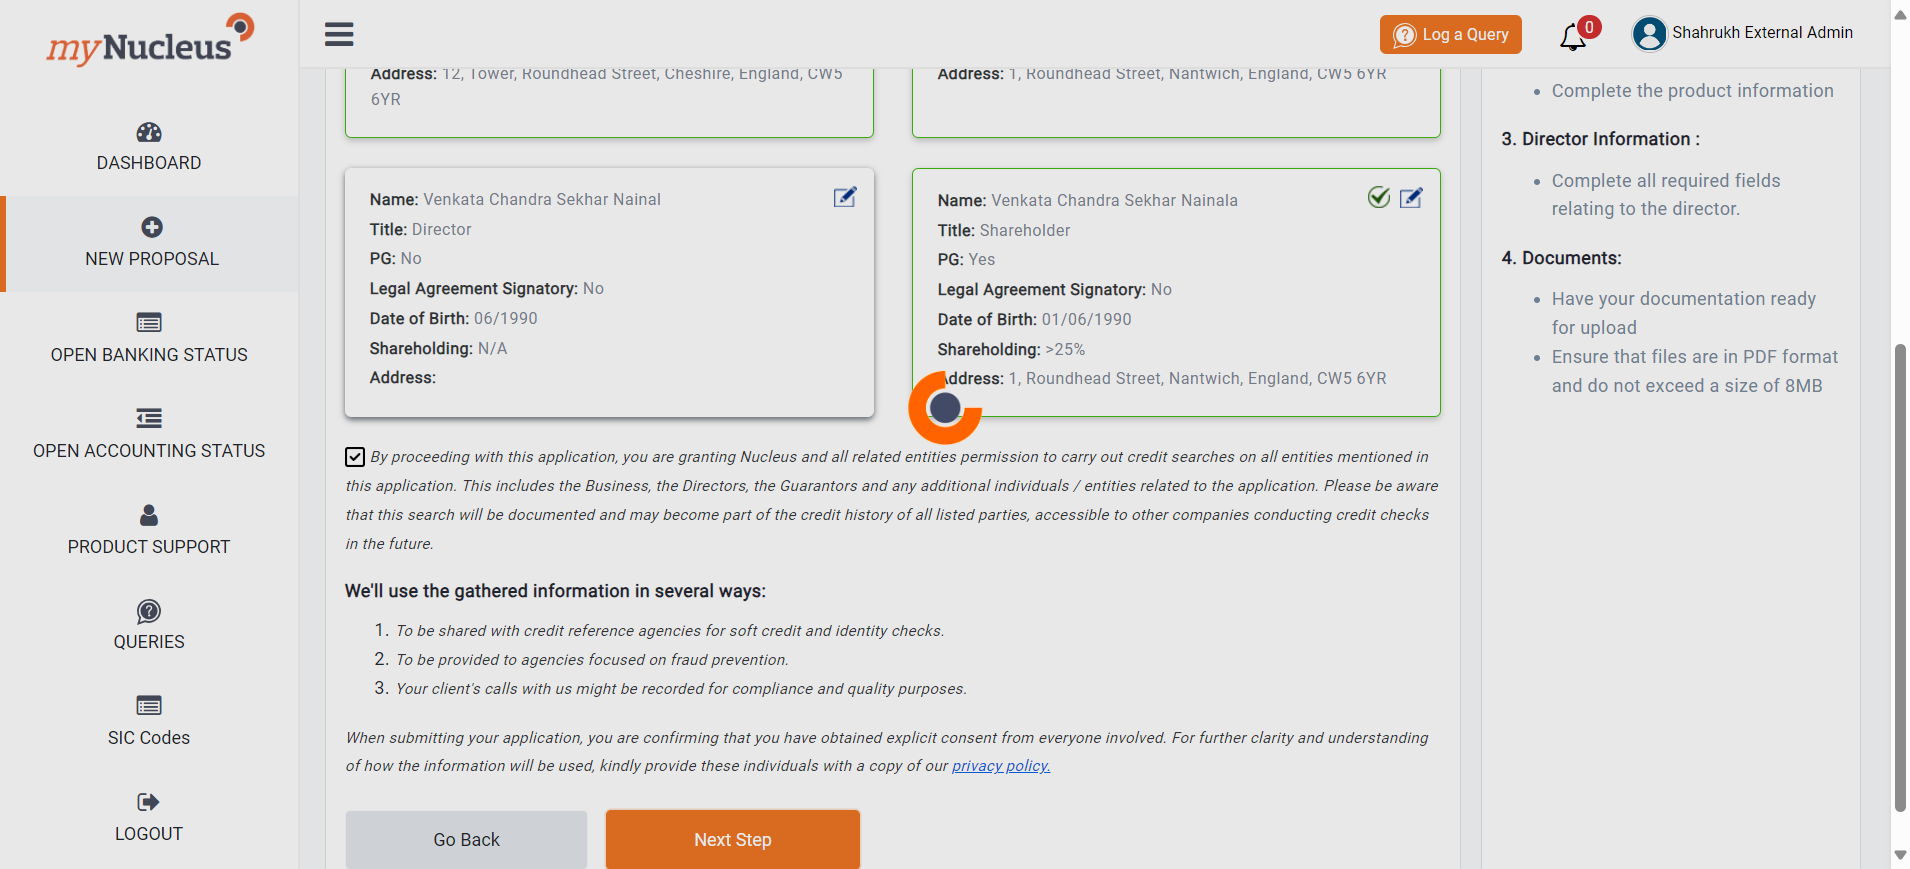 myNucleus
Log a Query
0
Shahrukh External Admin
DASHBOARD
NEW PROPOSAL
OPEN BANKING STATUS
OPEN ACCOUNTING STATUS
PRODUCT SUPPORT
QUERIES
SIC Codes
LOGOUT
Address: 12, Tower, Roundhead Street, Cheshire, England, CW5
6YR
Address: 1, Roundhead Street, Nantwich, England, CW5 6YR
Name: Venkata Chandra Sekhar Nainal
Title: Director
PG: No
Legal Agreement Signatory: No
Date of Birth: 06/1990
Shareholding: N/A
Address:
Name: Venkata Chandra Sekhar Nainala
Title: Shareholder
PG: Yes
Legal Agreement Signatory: No
Date of Birth: 01/06/1990
Shareholding: >25%
Address: 1, Roundhead Street, Nantwich, England, CW5 6YR
By proceeding with this application, you are granting Nucleus and all related entities permission to carry out credit searches on all entities mentioned in
this application. This includes the Business, the Directors, the Guarantors and any additional individuals / entities related to the application. Please be aware
that this search will be documented and may become part of the credit history of all listed parties, accessible to other companies conducting credit checks
in the future.
We'll use the gathered information in several ways:
1. To be shared with credit reference agencies for soft credit and identity checks.
2. To be provided to agencies focused on fraud prevention.
3. Your client's calls with us might be recorded for compliance and quality purposes.
When submitting your application, you are confirming that you have obtained explicit consent from everyone involved. For further clarity and understanding
of how the information will be used, kindly provide these individuals with a copy of our privacy policy.
Go Back
Next Step
• Complete the product information
3. Director Information :
• Complete all required fields
relating to the director.
4. Documents:
• Have your documentation ready
for upload
• Ensure that files are in PDF format
and do not exceed a size of 8MB